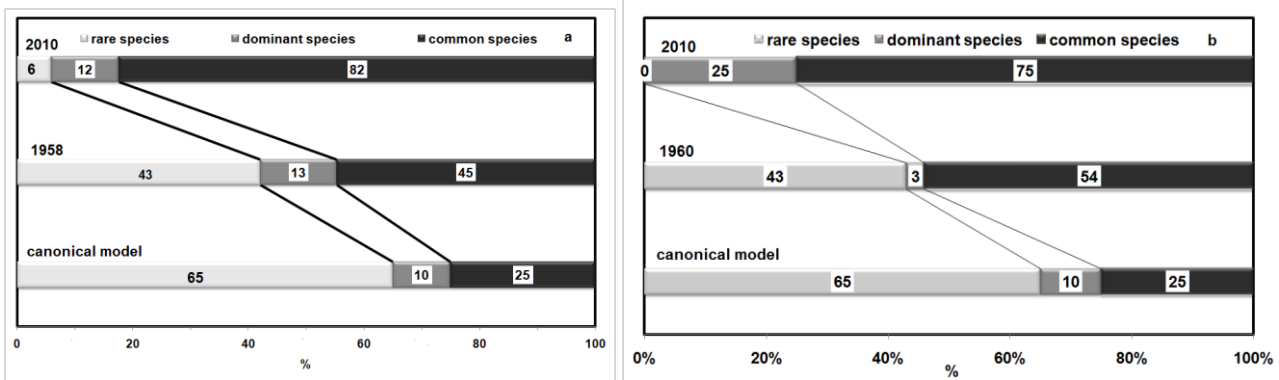 2010 rare species dominant species common species a
6 12 82
1958
43 13 45
canonical model
65 10 25
0 20 40 60 80 100
%
2010 rare species dominant species common species b
0 25 75
1960
43 3 54
canonical model
65 10 25
0% 20% 40% 60% 80% 100%
%